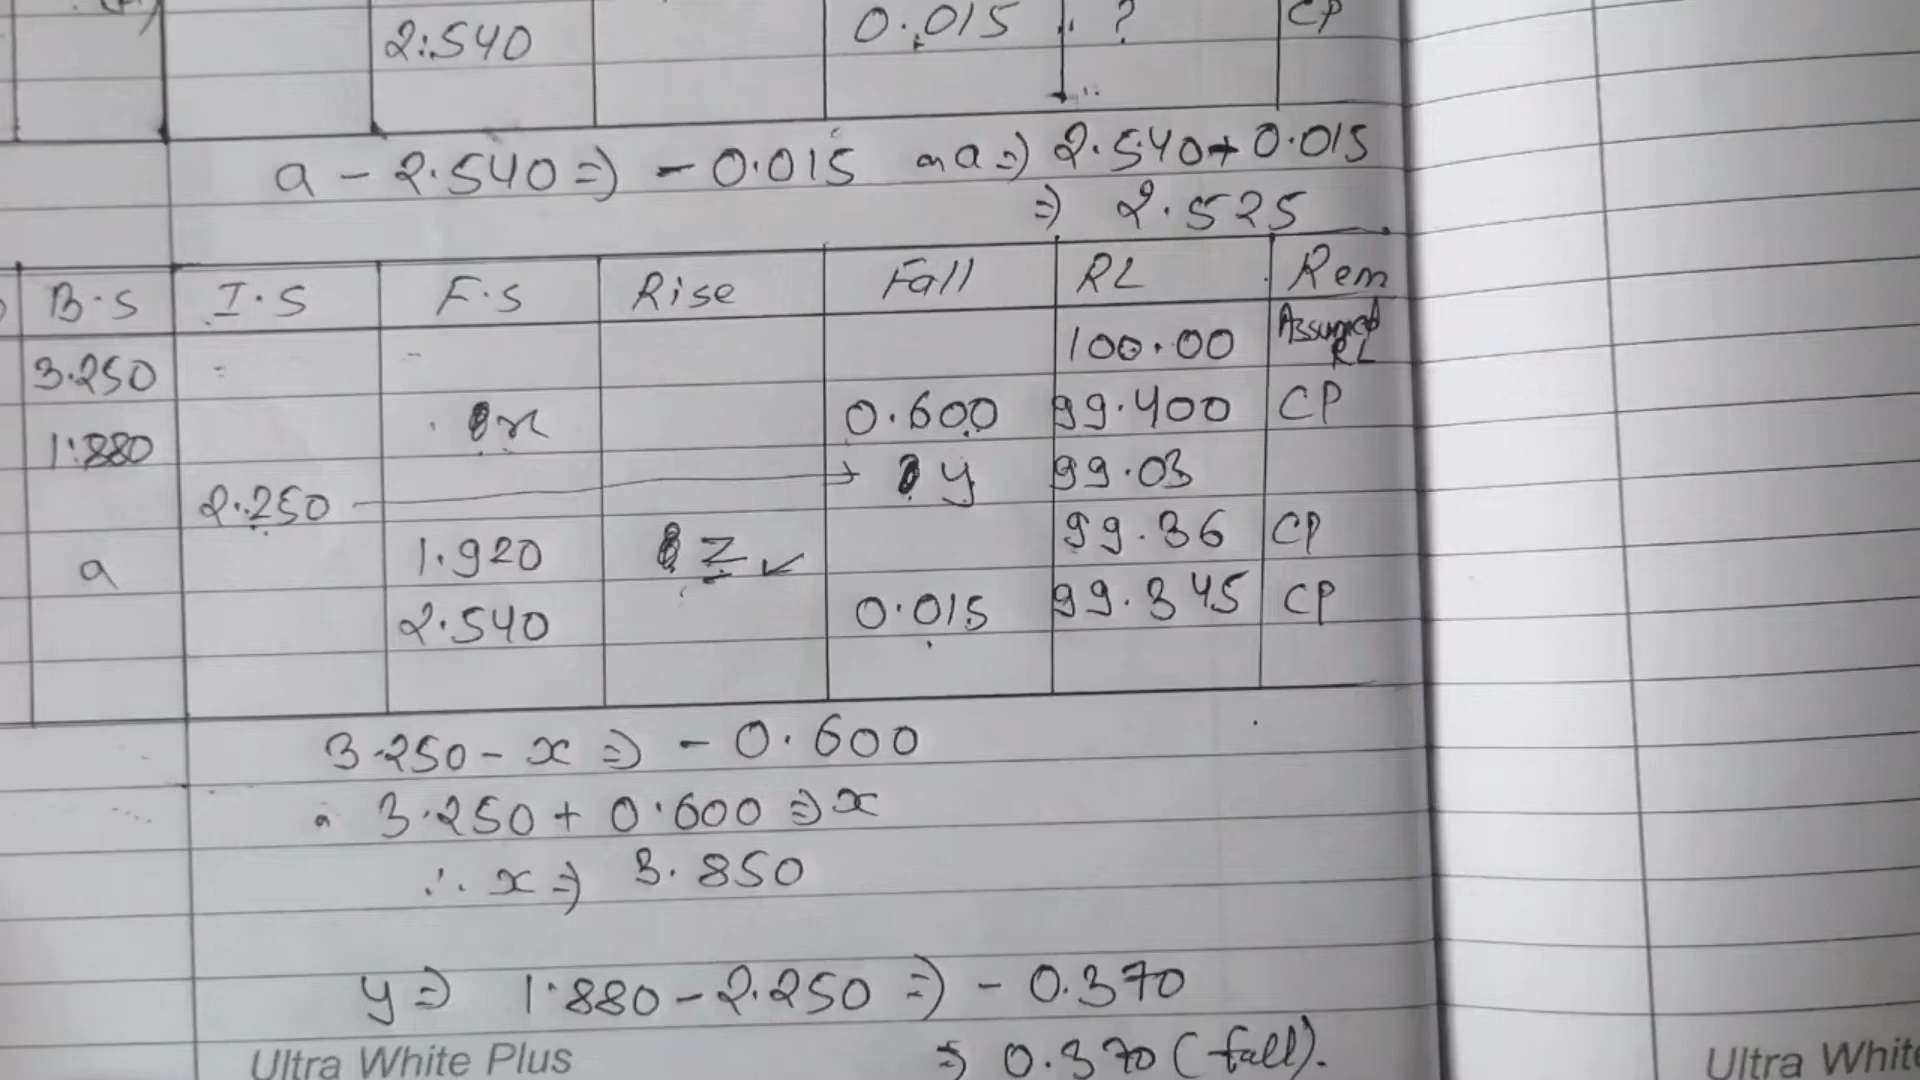 2.540 0.015 ? CP
a - 2.540 ⇒ - 0.015 ∴ a ⇒ 2.540 + 0.015
⇒ 2.525
B.S I.S F.S Rise Fall RL Rem
3.250 - - 100.00 Assumed RL
1.880 x 0.600 99.400 CP
2.250 y 99.03
a 1.920 z ✓ 99.36 CP
2.540 0.015 99.345 CP
3.250 - x ⇒ - 0.600
∴ 3.250 + 0.600 ⇒ x
∴ x ⇒ 3.850
y ⇒ 1.880 - 2.250 ⇒ - 0.370
⇒ 0.370 (fall).
Ultra White Plus Ultra White